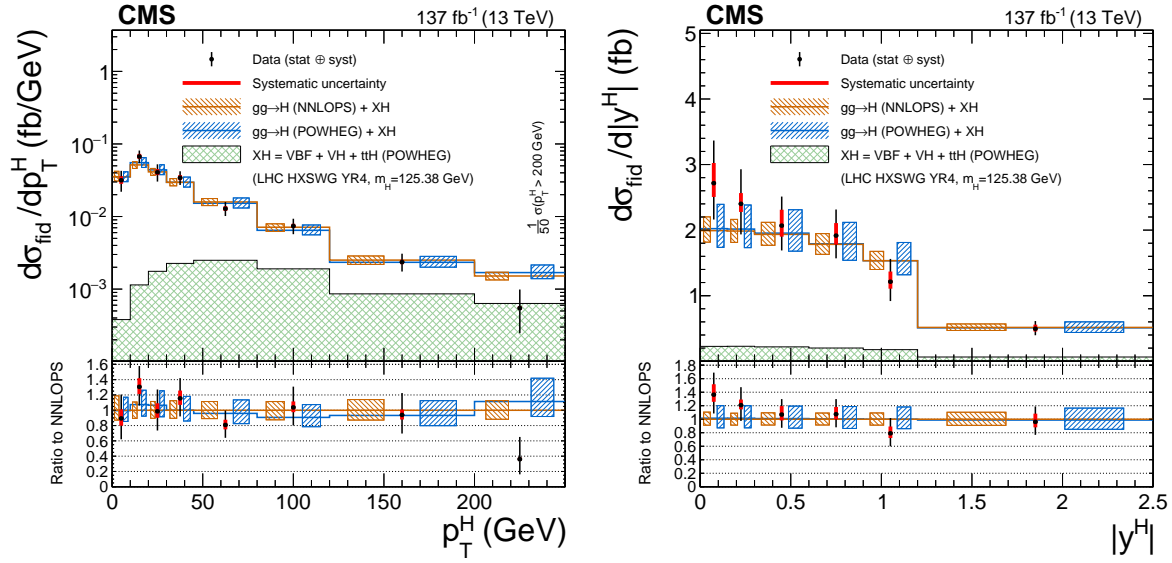 CMS
137 fb⁻¹ (13 TeV)
dσ_fid/dp_T^H (fb/GeV)
1
10⁻¹
10⁻²
10⁻³
Data (stat ⊕ syst)
Systematic uncertainty
gg→H (NNLOPS) + XH
gg→H (POWHEG) + XH
XH = VBF + VH + ttH (POWHEG)
(LHC HXSWG YR4, m_H=125.38 GeV)
1/50 σ(p_T^H > 200 GeV)
Ratio to NNLOPS
1.6
1.4
1.2
1
0.8
0.6
0.4
0.2
0
0 50 100 150 200
p_T^H (GeV)
CMS
137 fb⁻¹ (13 TeV)
dσ_fid/d|y^H| (fb)
5
4
3
2
1
0
Data (stat ⊕ syst)
Systematic uncertainty
gg→H (NNLOPS) + XH
gg→H (POWHEG) + XH
XH = VBF + VH + ttH (POWHEG)
(LHC HXSWG YR4, m_H=125.38 GeV)
Ratio to NNLOPS
1.8
1.6
1.4
1.2
1
0.8
0.6
0.4
0.2
0
0 0.5 1 1.5 2 2.5
|y^H|